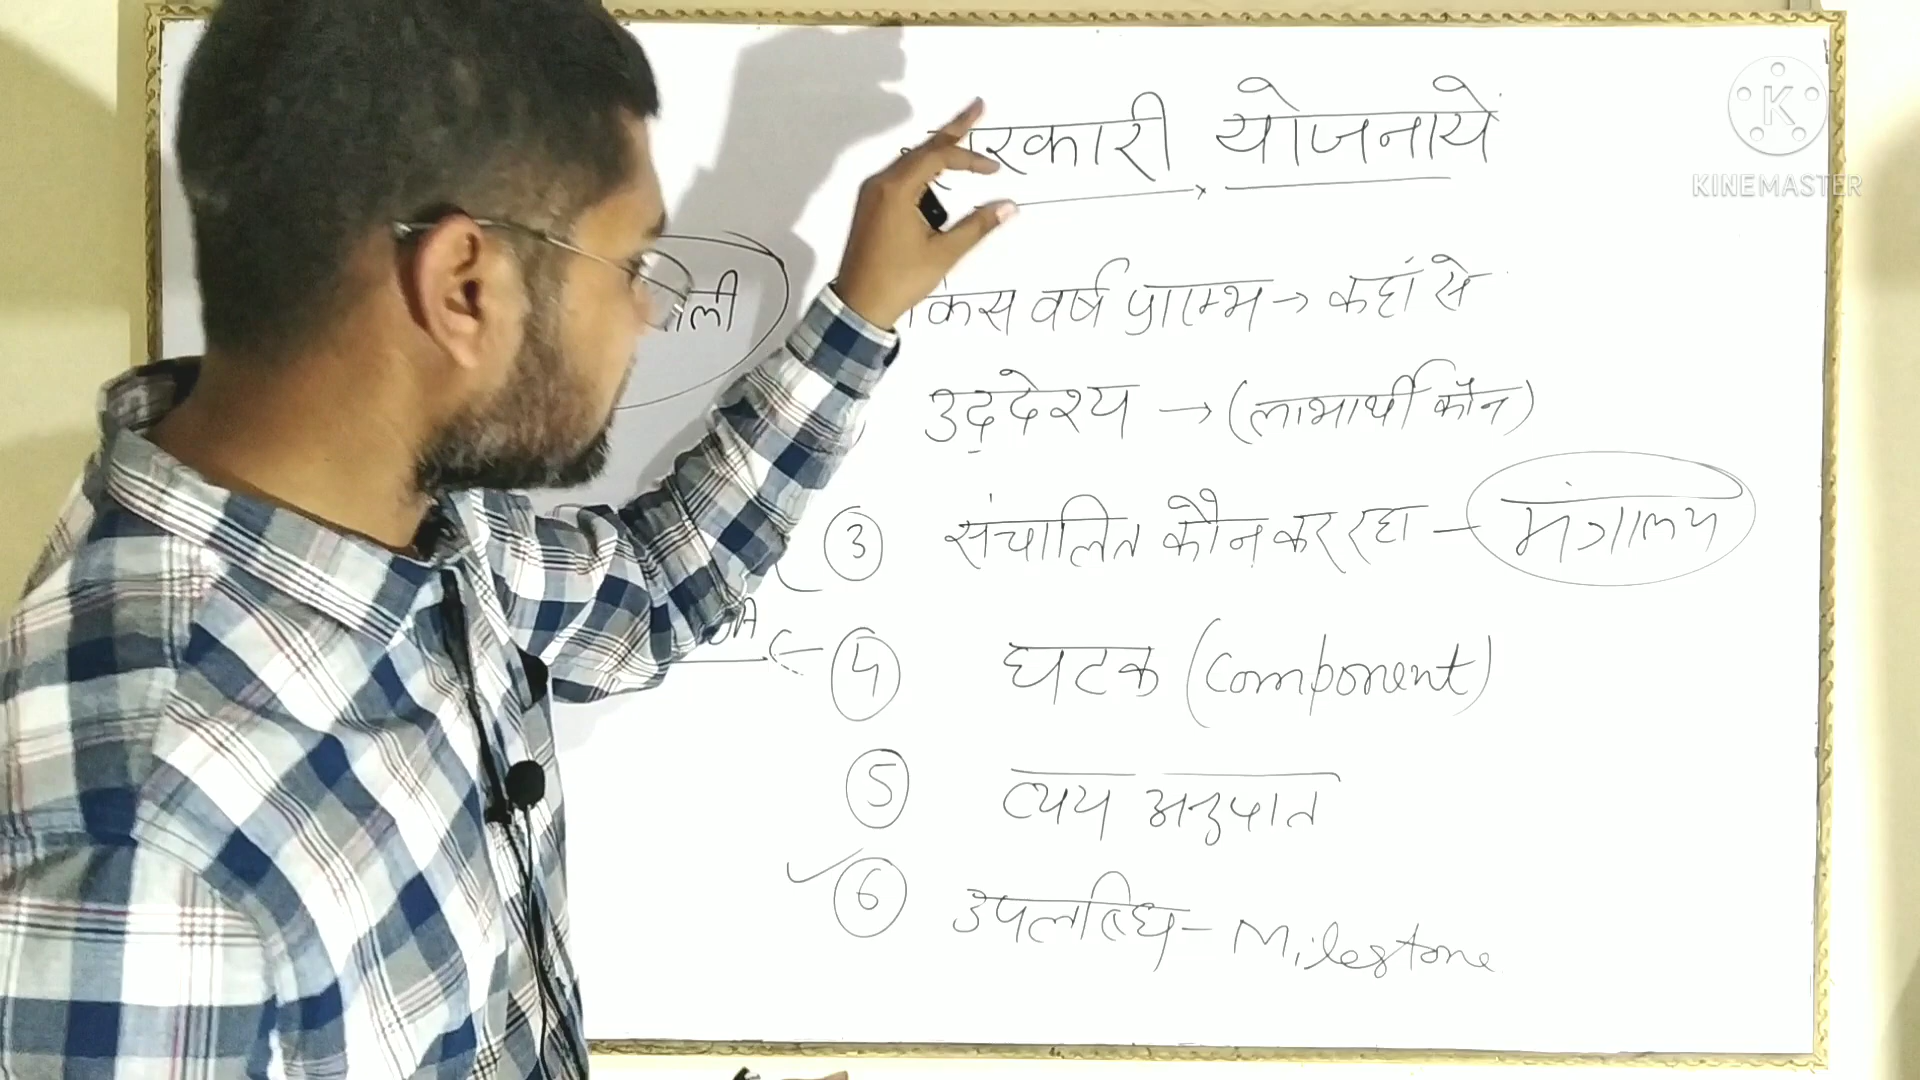 सरकारी योजनाये
K
KINEMASTER
किस वर्ष प्रारम्भ → कहां से
उद्देश्य → (लाभार्थी कौन)
③ संचालित कौन कर रहा - मंत्रालय
④ घटक (Component)
⑤ व्यय अनुपात
✓ ⑥ उपलब्धि - Milestone